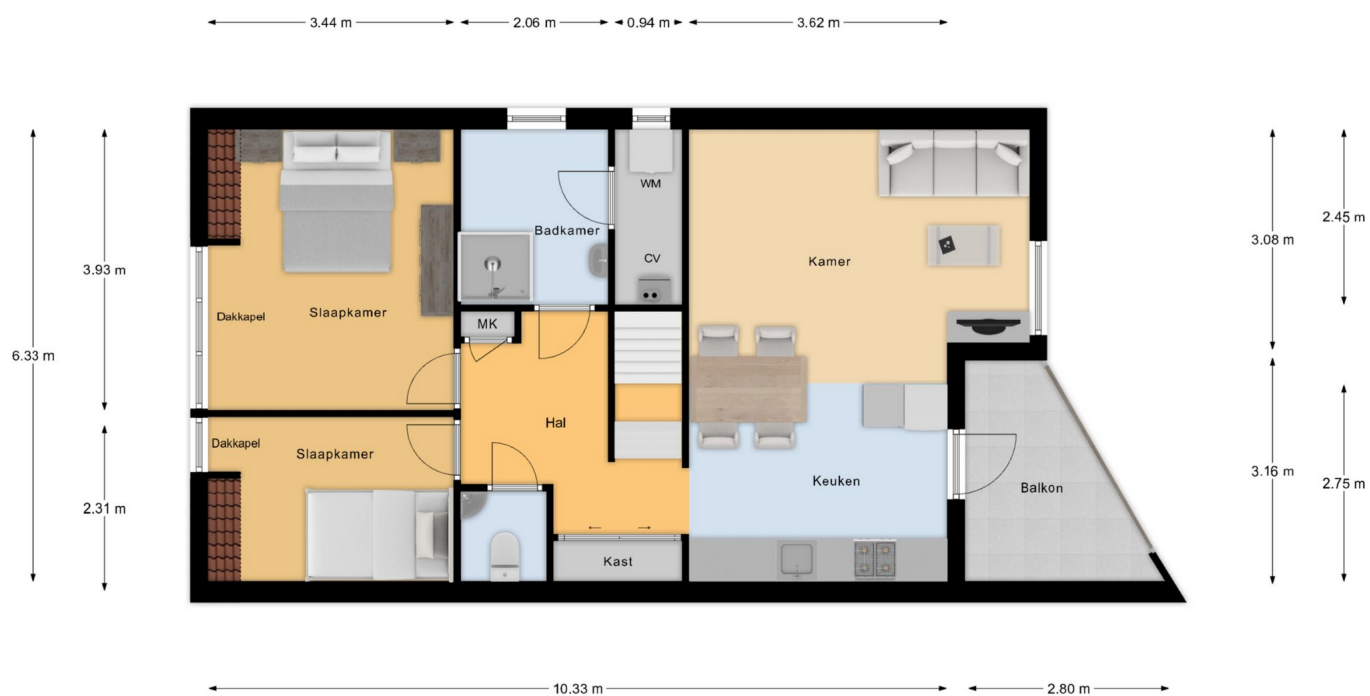 3.44 m
2.06 m
0.94 m
3.62 m
WM
Badkamer
CV
Kamer
3.08 m
2.45 m
3.93 m
Dakkapel
Slaapkamer
MK
6.33 m
Hal
Dakkapel
Slaapkamer
Keuken
Balkon
3.16 m
2.75 m
2.31 m
Kast
10.33 m
2.80 m